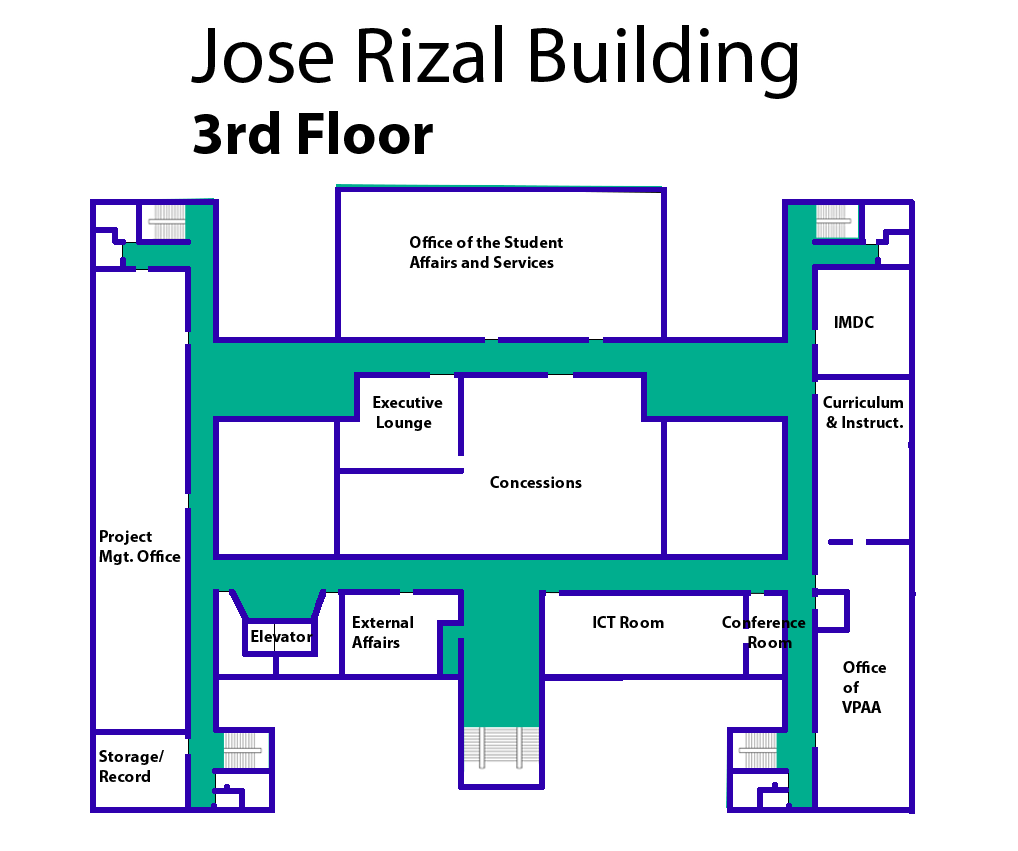 Jose Rizal Building
3rd Floor
Office of the Student
Affairs and Services
IMDC
Executive
Lounge
Curriculum
& Instruct.
Concessions
Project
Mgt. Office
Elevator
External
Affairs
ICT Room
Conference
Room
Office
of
VPAA
Storage/
Record